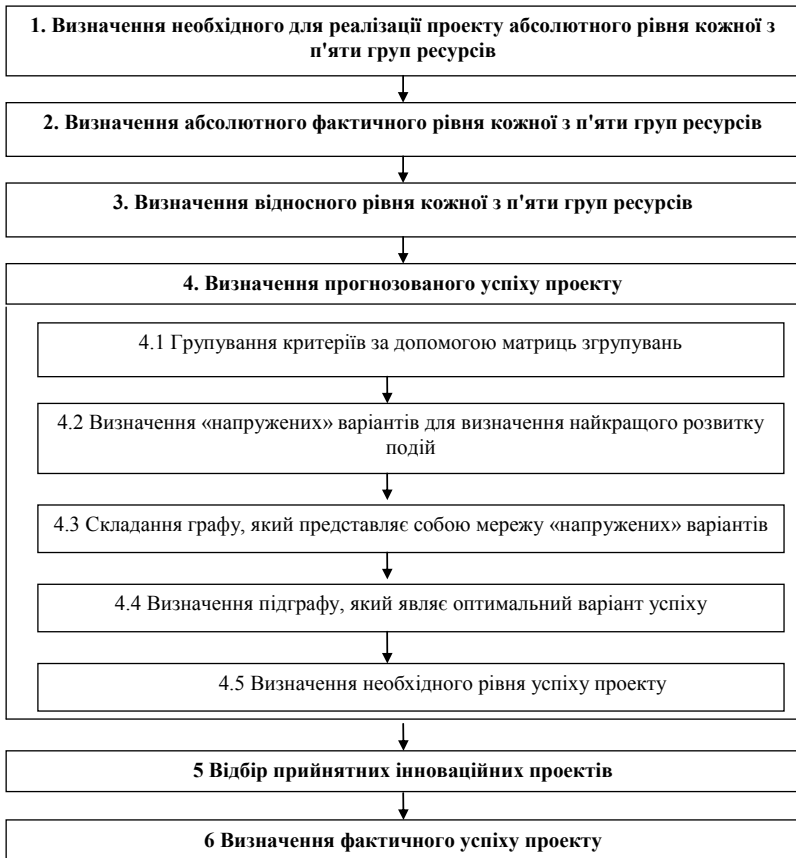 1. Визначення необхідного для реалізації проекту абсолютного рівня кожної з
п'яти груп ресурсів
2. Визначення абсолютного фактичного рівня кожної з п'яти груп ресурсів
3. Визначення відносного рівня кожної з п'яти груп ресурсів
4. Визначення прогнозованого успіху проекту
4.1 Групування критеріїв за допомогою матриць згрупувань
4.2 Визначення «напружених» варіантів для визначення найкращого розвитку
подій
4.3 Складання графу, який представляє собою мережу «напружених» варіантів
4.4 Визначення підграфу, який являє оптимальний варіант успіху
4.5 Визначення необхідного рівня успіху проекту
5 Відбір прийнятних інноваційних проектів
6 Визначення фактичного успіху проекту